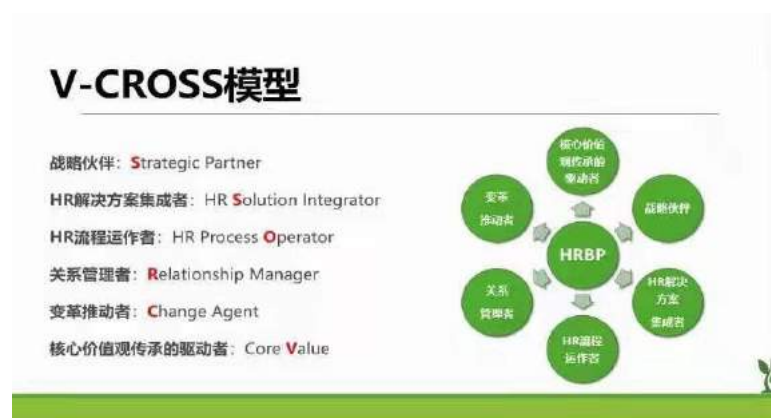 V-CROSS模型
战略伙伴：Strategic Partner
HR解决方案集成者：HR Solution Integrator
HR流程运作者：HR Process Operator
关系管理者：Relationship Manager
变革推动者：Change Agent
核心价值观传承的驱动者：Core Value
核心价值
观传承的
驱动者
变革
推动者
战略伙伴
HRBP
关系
管理者
HR解决
方案
集成者
HR流程
运作者